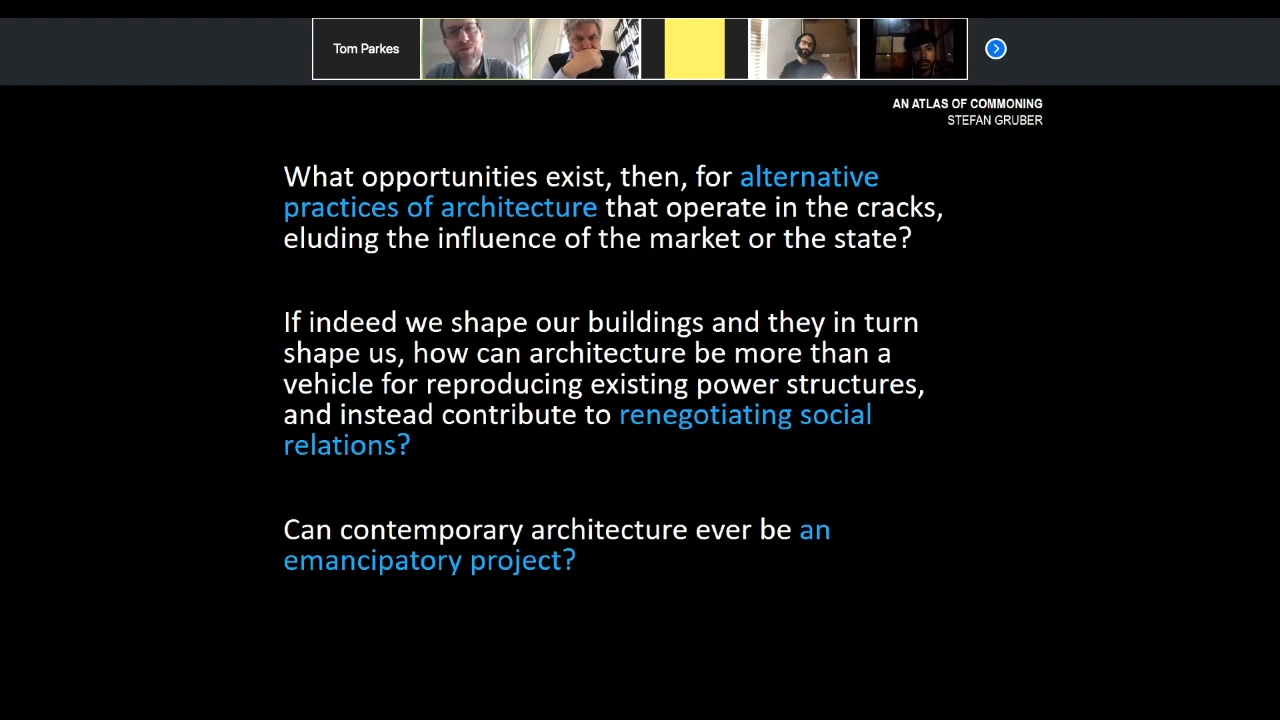 Tom Parkes
AN ATLAS OF COMMONING
STEFAN GRUBER
What opportunities exist, then, for alternative
practices of architecture that operate in the cracks,
eluding the influence of the market or the state?
If indeed we shape our buildings and they in turn
shape us, how can architecture be more than a
vehicle for reproducing existing power structures,
and instead contribute to renegotiating social
relations?
Can contemporary architecture ever be an
emancipatory project?